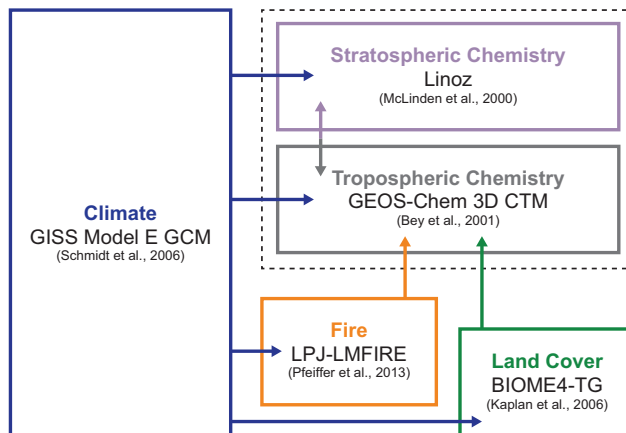 Stratospheric Chemistry
Linoz
(McLinden et al., 2000)
Tropospheric Chemistry
GEOS-Chem 3D CTM
(Bey et al., 2001)
Climate
GISS Model E GCM
(Schmidt et al., 2006)
Fire
LPJ-LMFIRE
(Pfeiffer et al., 2013)
Land Cover
BIOME4-TG
(Kaplan et al., 2006)